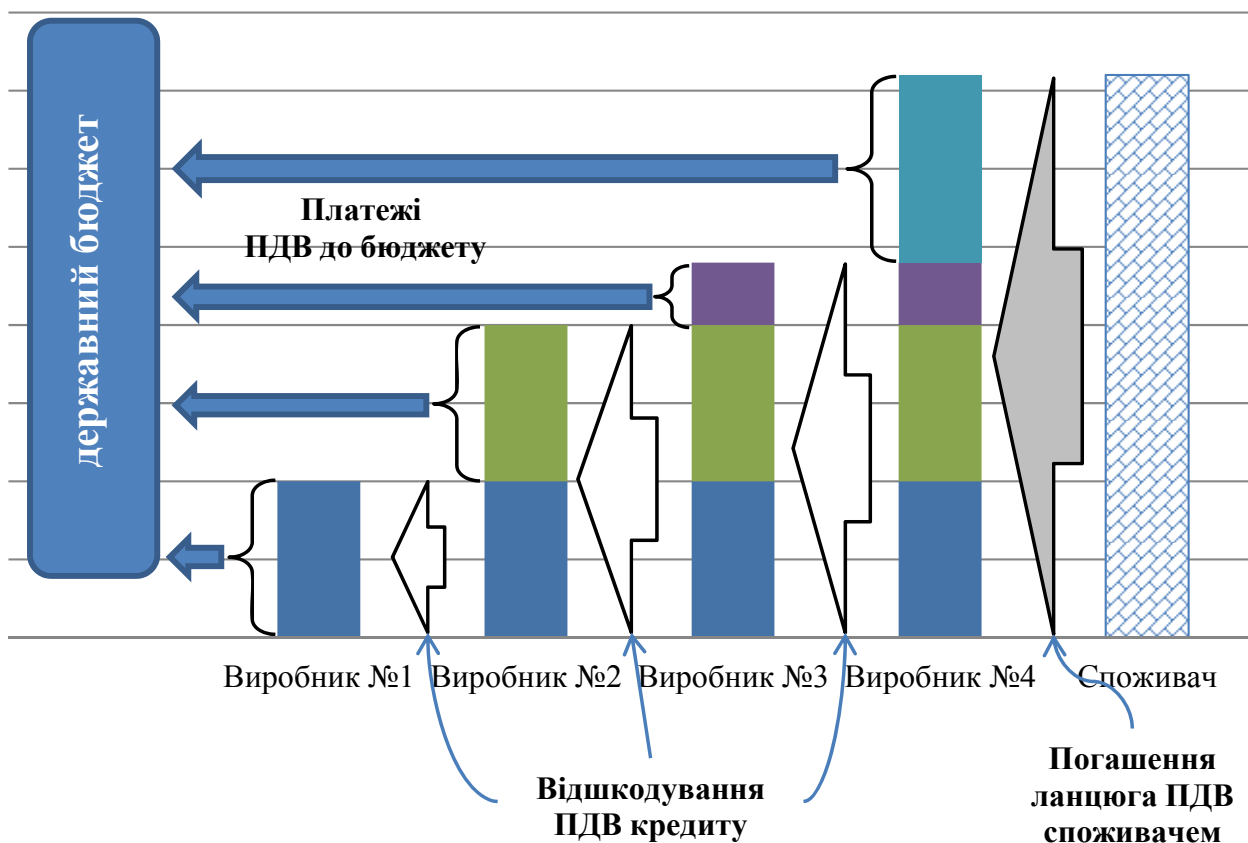 державний бюджет
Платежі
ПДВ до бюджету
Виробник №1 Виробник №2 Виробник №3 Виробник №4 Споживач
Відшкодування
ПДВ кредиту
Погашення
ланцюга ПДВ
споживачем